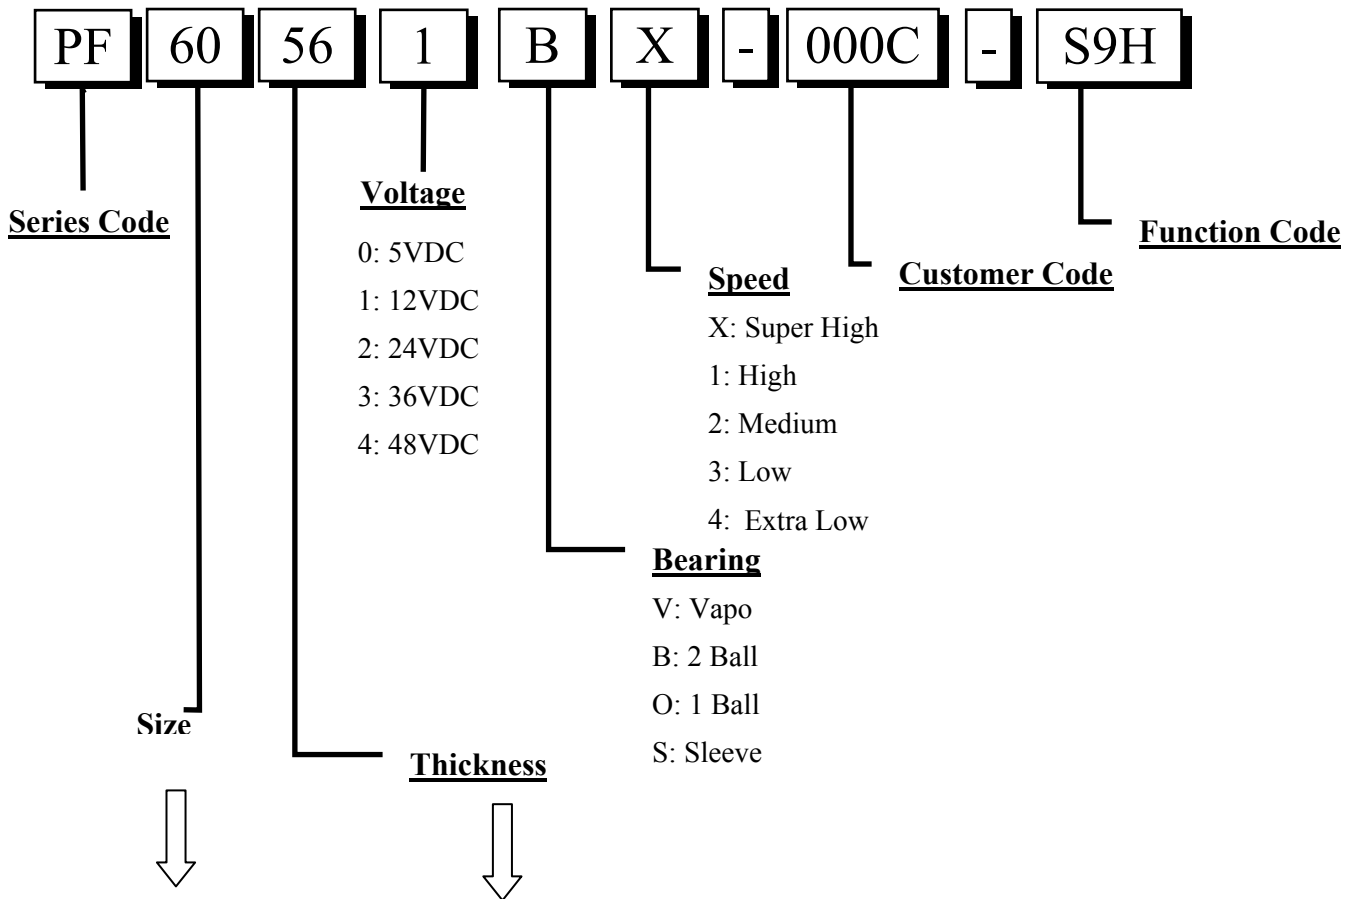 PF 60 56 1 B X - 000C - S9H
Series Code
Voltage
0: 5VDC
1: 12VDC
2: 24VDC
3: 36VDC
4: 48VDC
Function Code
Customer Code
Speed
X: Super High
1: High
2: Medium
3: Low
4: Extra Low
Bearing
V: Vapo
B: 2 Ball
O: 1 Ball
S: Sleeve
Size
Thickness